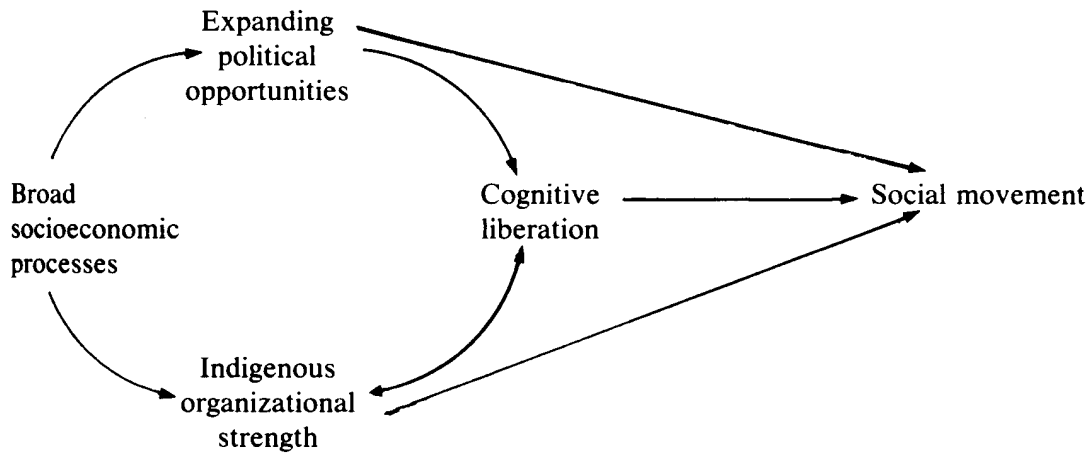 Expanding
political
opportunities
Broad
socioeconomic
processes
Cognitive
liberation
Social movement
Indigenous
organizational
strength